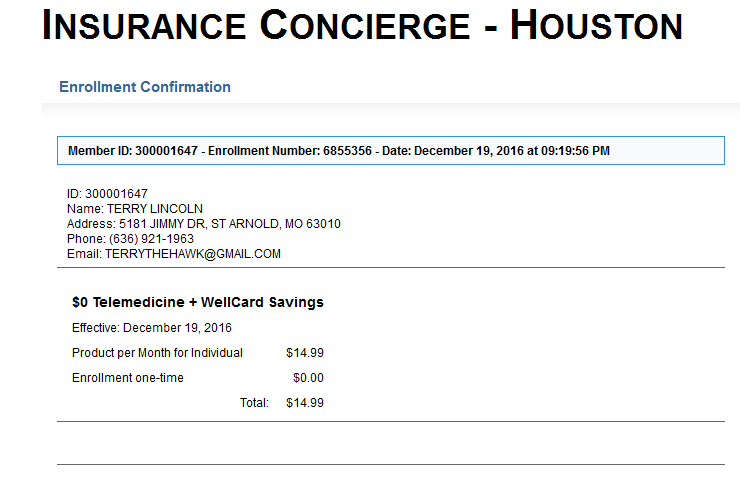 INSURANCE CONCIERGE - HOUSTON
Enrollment Confirmation
Member ID: 300001647 - Enrollment Number: 6855356 - Date: December 19, 2016 at 09:19:56 PM
ID: 300001647
Name: TERRY LINCOLN
Address: 5181 JIMMY DR, ST ARNOLD, MO 63010
Phone: (636) 921-1963
Email: TERRYTHEHAWK@GMAIL.COM
$0 Telemedicine + WellCard Savings
Effective: December 19, 2016
Product per Month for Individual $14.99
Enrollment one-time $0.00
Total: $14.99